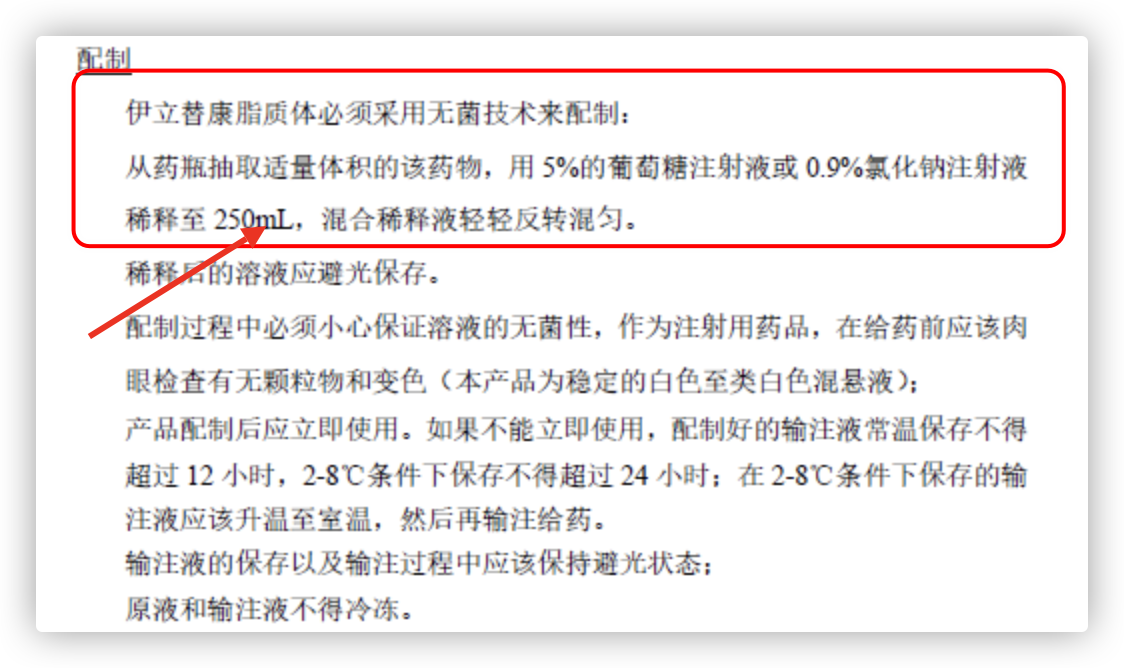 配制
伊立替康脂质体必须采用无菌技术来配制：
从药瓶抽取适量体积的该药物，用 5%的葡萄糖注射液或 0.9%氯化钠注射液
稀释至 250mL，混合稀释液轻轻反转混匀。
稀释后的溶液应避光保存。
配制过程中必须小心保证溶液的无菌性，作为注射用药品，在给药前应该肉
眼检查有无颗粒物和变色（本产品为稳定的白色至类白色混悬液）；
产品配制后应立即使用。如果不能立即使用，配制好的输注液常温保存不得
超过 12 小时，2-8℃条件下保存不得超过 24 小时；在 2-8℃条件下保存的输
注液应该升温至室温，然后再输注给药。
输注液的保存以及输注过程中应该保持避光状态；
原液和输注液不得冷冻。